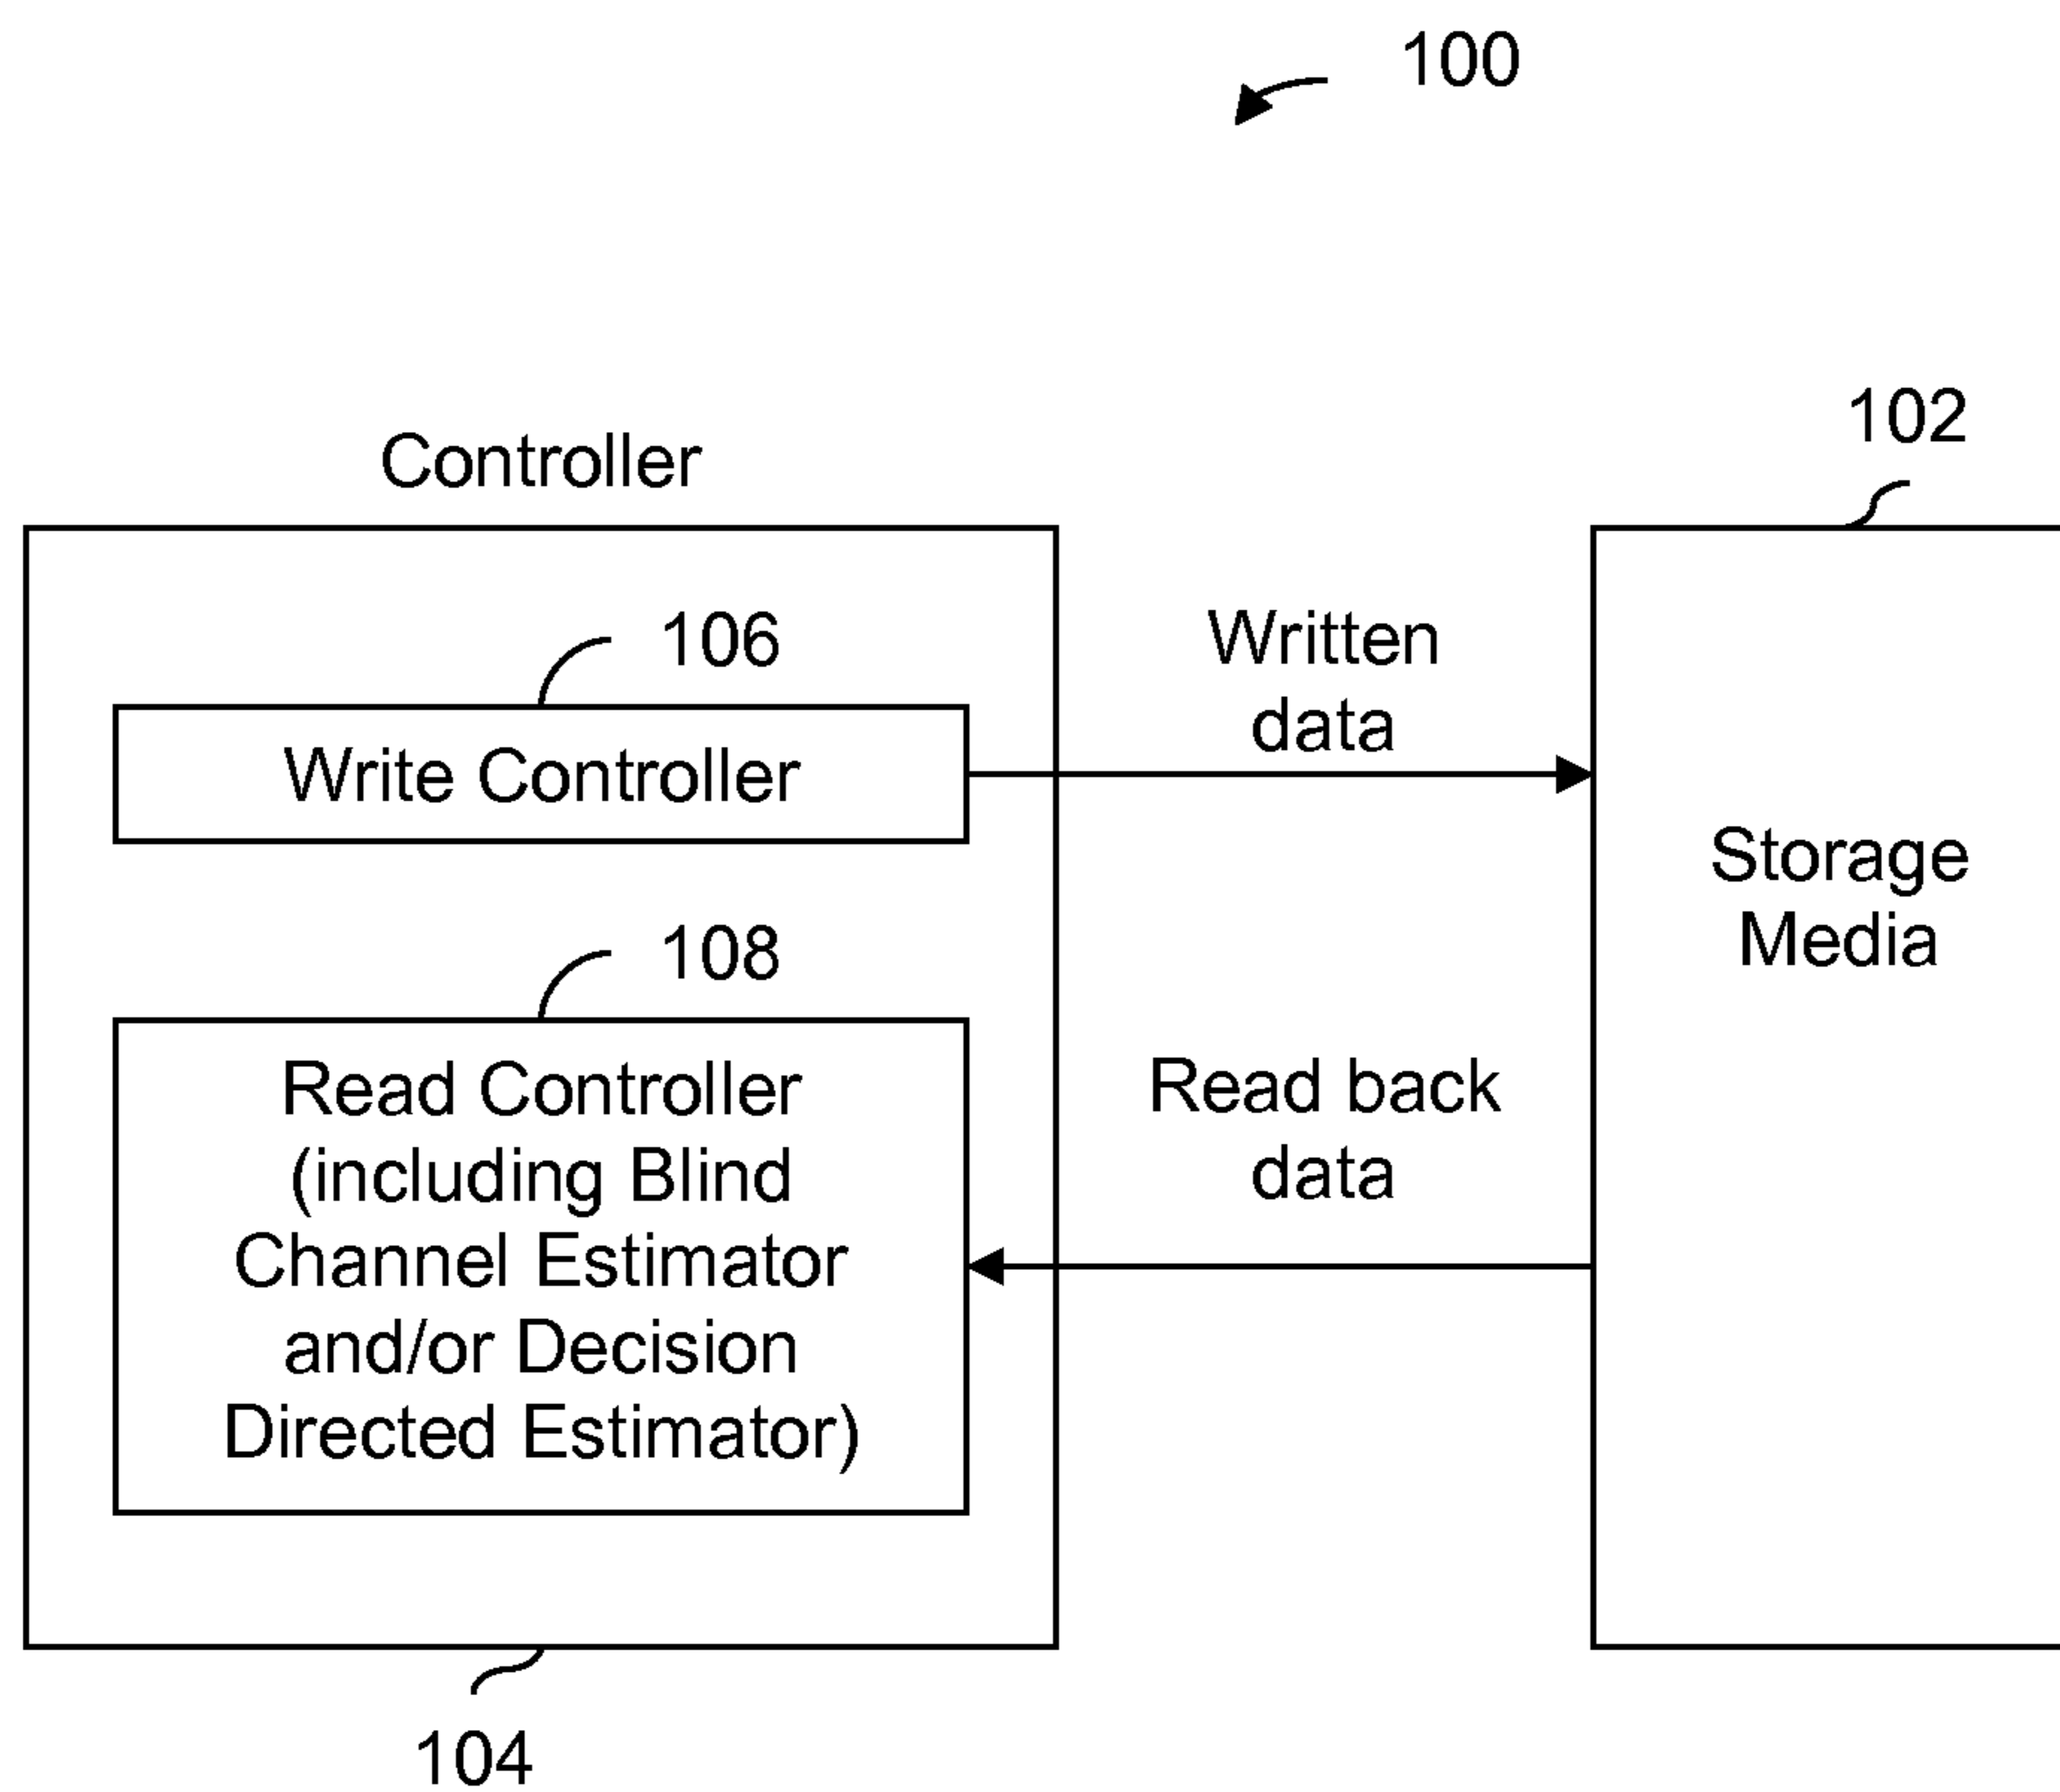 100
102
Controller
106
Written
data
Write Controller
Storage
Media
108
Read Controller
(including Blind
Channel Estimator
and/or Decision
Directed Estimator)
Read back
data
104